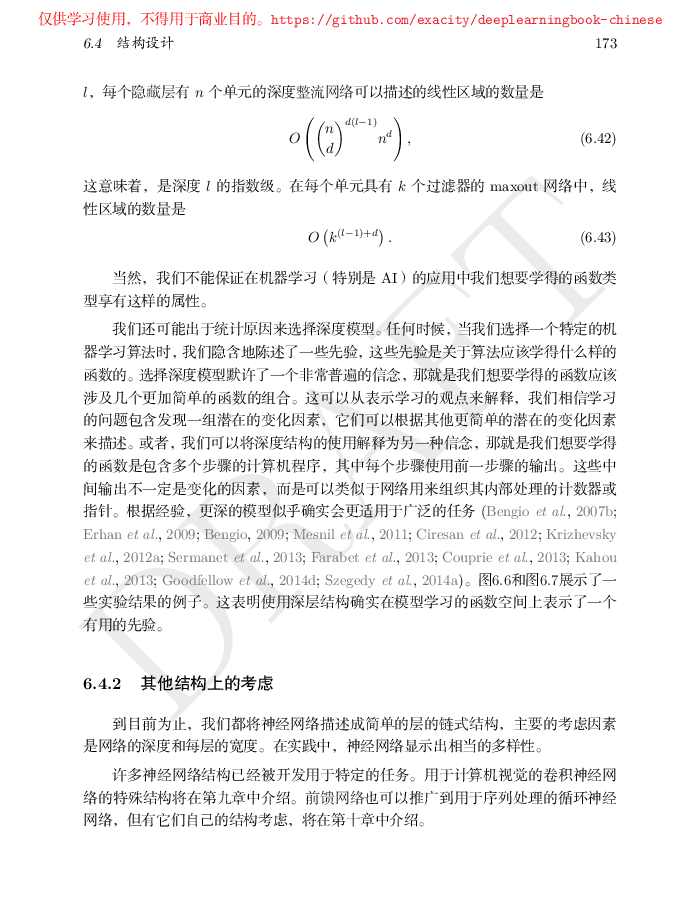 仅供学习使用，不得用于商业目的。https://github.com/exacity/deeplearningbook-chinese
6.4 结构设计 173
l，每个隐藏层有 n 个单元的深度整流网络可以描述的线性区域的数量是
O\left(\binom{n}{d}^{d(l-1)} n^d\right), (6.42)
这意味着，是深度 l 的指数级。在每个单元具有 k 个过滤器的 maxout 网络中，线
性区域的数量是
O\left(k^{(l-1)+d}\right). (6.43)
当然，我们不能保证在机器学习（特别是 AI）的应用中我们想要学得的函数类
型享有这样的属性。
我们还可能出于统计原因来选择深度模型。任何时候，当我们选择一个特定的机
器学习算法时，我们隐含地陈述了一些先验，这些先验是关于算法应该学得什么样的
函数的。选择深度模型默许了一个非常普遍的信念，那就是我们想要学得的函数应该
涉及几个更加简单的函数的组合。这可以从表示学习的观点来解释，我们相信学习
的问题包含发现一组潜在的变化因素，它们可以根据其他更简单的潜在的变化因素
来描述。或者，我们可以将深度结构的使用解释为另一种信念，那就是我们想要学得
的函数是包含多个步骤的计算机程序，其中每个步骤使用前一步骤的输出。这些中
间输出不一定是变化的因素，而是可以类似于网络用来组织其内部处理的计数器或
指针。根据经验，更深的模型似乎确实会更适用于广泛的任务 (Bengio et al., 2007b;
Erhan et al., 2009; Bengio, 2009; Mesnil et al., 2011; Ciresan et al., 2012; Krizhevsky
et al., 2012a; Sermanet et al., 2013; Farabet et al., 2013; Couprie et al., 2013; Kahou
et al., 2013; Goodfellow et al., 2014d; Szegedy et al., 2014a)。图6.6和图6.7展示了一
些实验结果的例子。这表明使用深层结构确实在模型学习的函数空间上表示了一个
有用的先验。
6.4.2 其他结构上的考虑
到目前为止，我们都将神经网络描述成简单的层的链式结构，主要的考虑因素
是网络的深度和每层的宽度。在实践中，神经网络显示出相当的多样性。
许多神经网络结构已经被开发用于特定的任务。用于计算机视觉的卷积神经网
络的特殊结构将在第九章中介绍。前馈网络也可以推广到用于序列处理的循环神经
网络，但有它们自己的结构考虑，将在第十章中介绍。
DRAFT